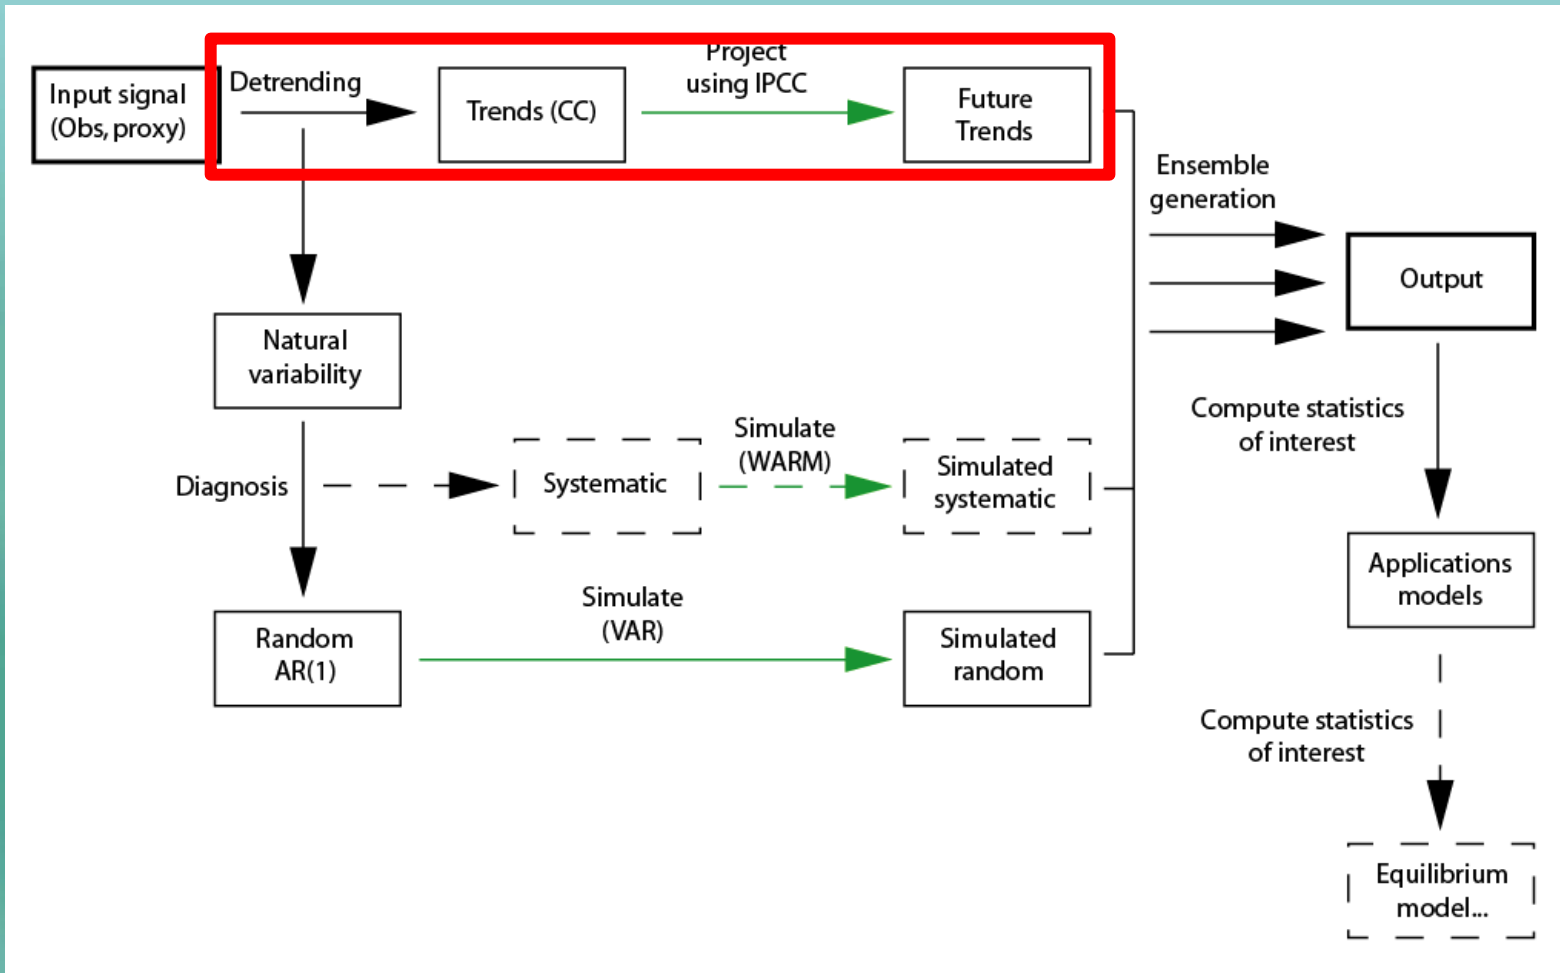 Input signal
(Obs, proxy)
Detrending
Trends (CC)
Project
using IPCC
Future
Trends
Ensemble
generation
Output
Natural
variability
Compute statistics
of interest
Diagnosis
Systematic
Simulate
(WARM)
Simulated
systematic
Random
AR(1)
Simulate
(VAR)
Simulated
random
Applications
models
Compute statistics
of interest
Equilibrium
model...